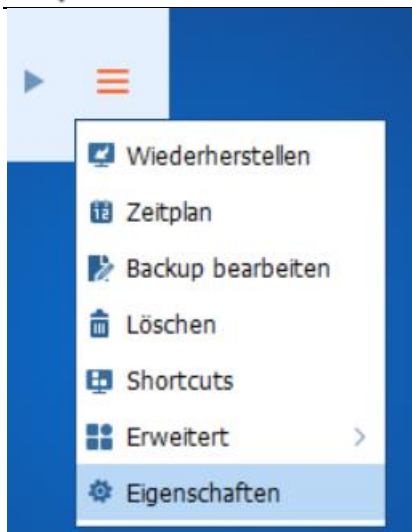 Wiederherstellen
Zeitplan
Backup bearbeiten
Löschen
Shortcuts
Erweitert
Eigenschaften